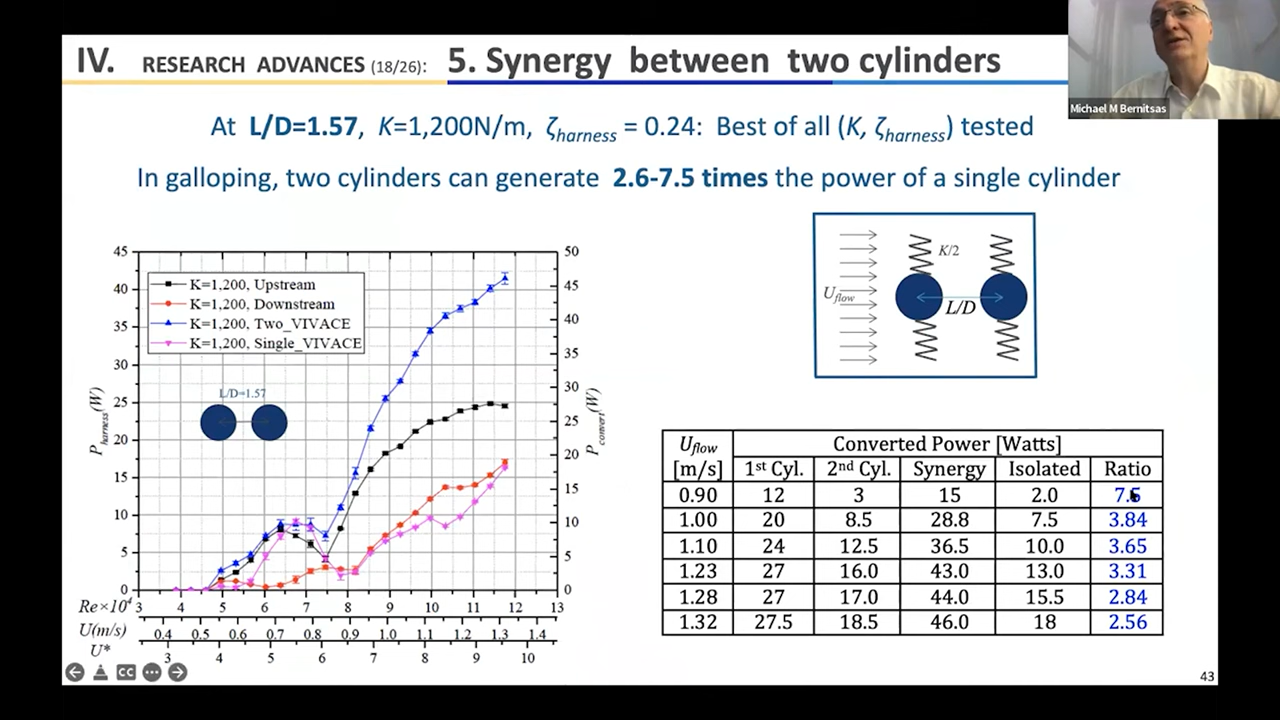 IV. RESEARCH ADVANCES (18/26): 5. Synergy between two cylinders
Michael M Bernitsas
At L/D=1.57, K=1,200N/m, ζharness = 0.24: Best of all (K, ζharness) tested
In galloping, two cylinders can generate 2.6-7.5 times the power of a single cylinder
K=1,200, Upstream
K=1,200, Downstream
K=1,200, Two_VIVACE
K=1,200, Single_VIVACE
L/D=1.57
Pharness(W)
45
40
35
30
25
20
15
10
5
0
Pconvert(W)
50
45
40
35
30
25
20
15
10
5
0
Re×10⁴ 3 4 5 6 7 8 9 10 11 12 13
U(m/s) 0.4 0.5 0.6 0.7 0.8 0.9 1.0 1.1 1.2 1.3 1.4
U* 3 4 5 6 7 8 9 10
K/2
Uflow
L/D
Uflow [m/s] Converted Power [Watts]
1st Cyl. 2nd Cyl. Synergy Isolated Ratio
0.90 12 3 15 2.0 7.5
1.00 20 8.5 28.8 7.5 3.84
1.10 24 12.5 36.5 10.0 3.65
1.23 27 16.0 43.0 13.0 3.31
1.28 27 17.0 44.0 15.5 2.84
1.32 27.5 18.5 46.0 18 2.56
CC
43